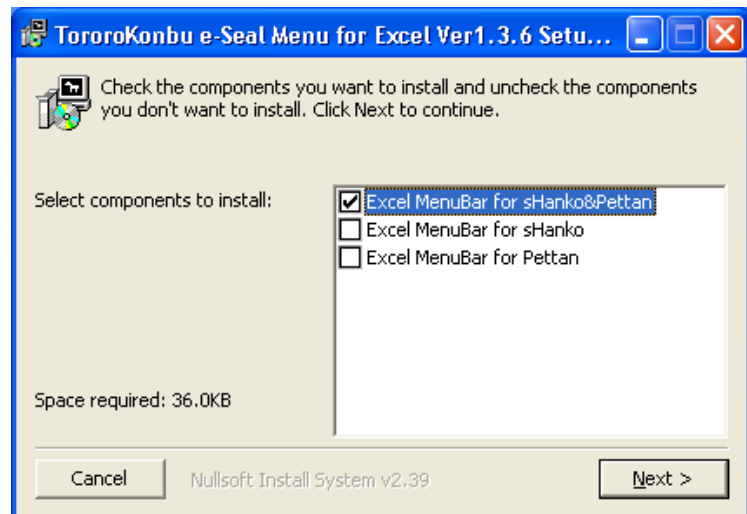 TororoKonbu e-Seal Menu for Excel Ver1.3.6 Setu...
Check the components you want to install and uncheck the components
you don't want to install. Click Next to continue.
Select components to install:
Excel MenuBar for sHanko&Pettan
Excel MenuBar for sHanko
Excel MenuBar for Pettan
Space required: 36.0KB
Cancel
Nullsoft Install System v2.39
Next >